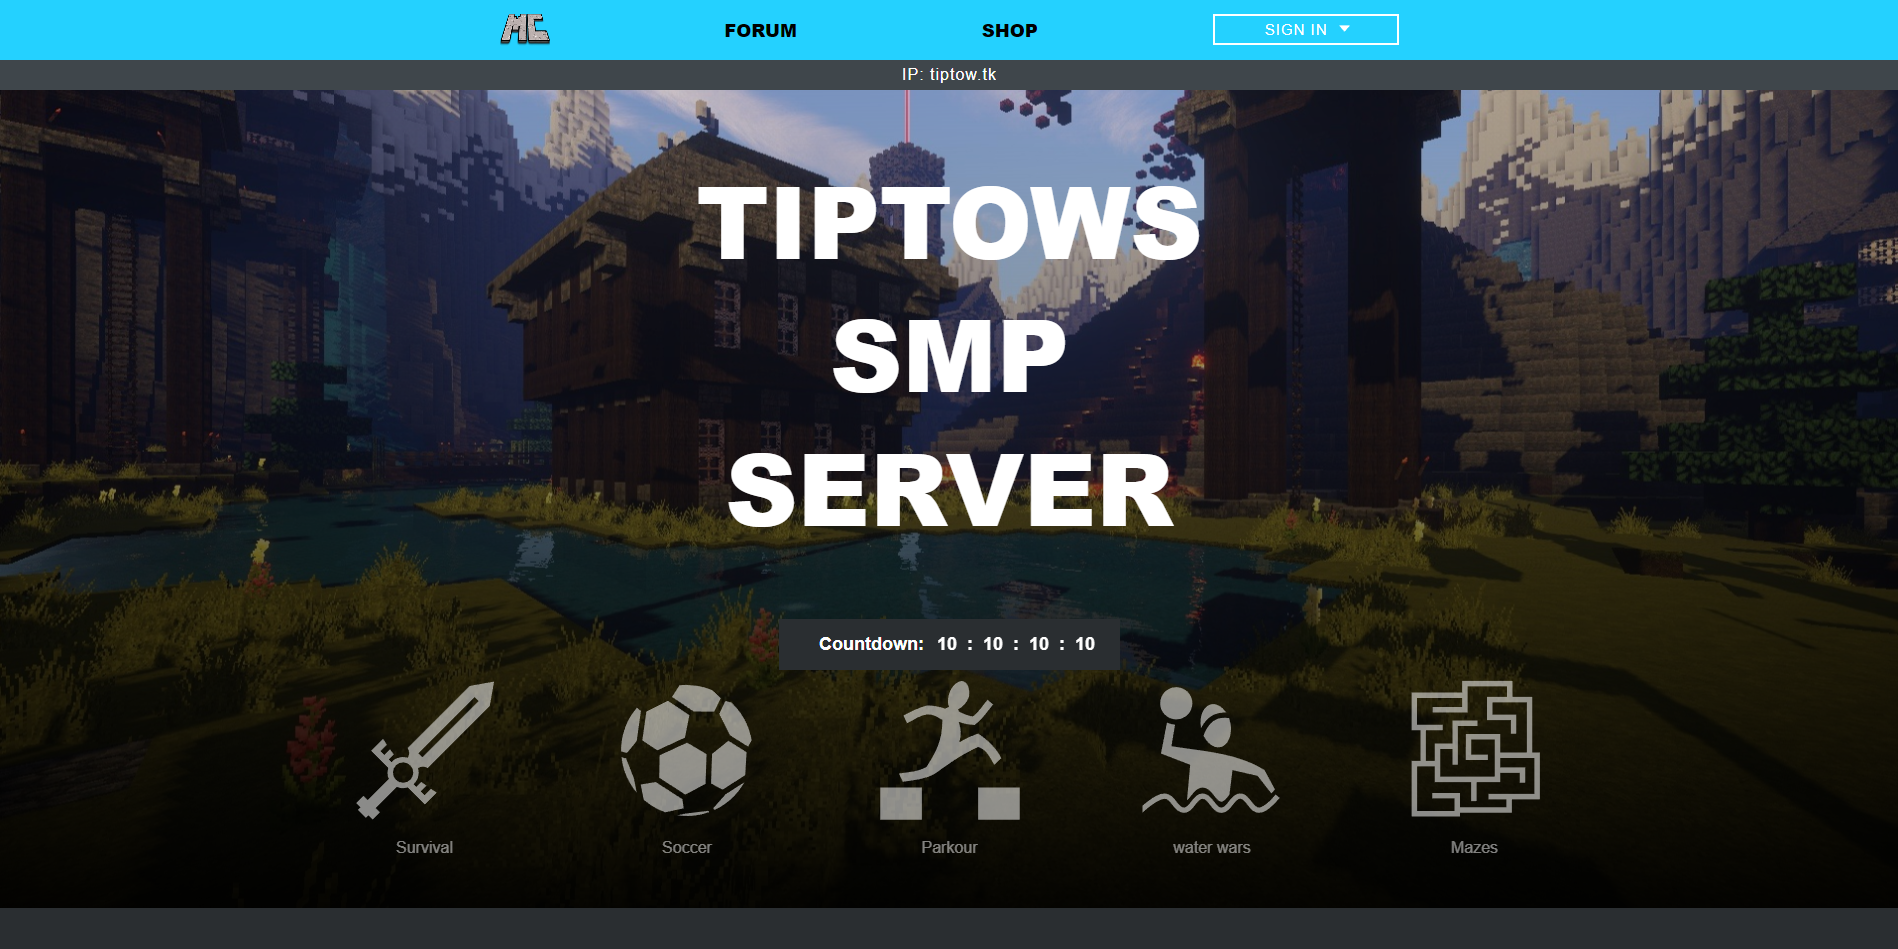 MC
FORUM
SHOP
SIGN IN
IP: tiptow.tk
TIPTOWS
SMP
SERVER
Countdown: 10 : 10 : 10 : 10
Survival
Soccer
Parkour
water wars
Mazes